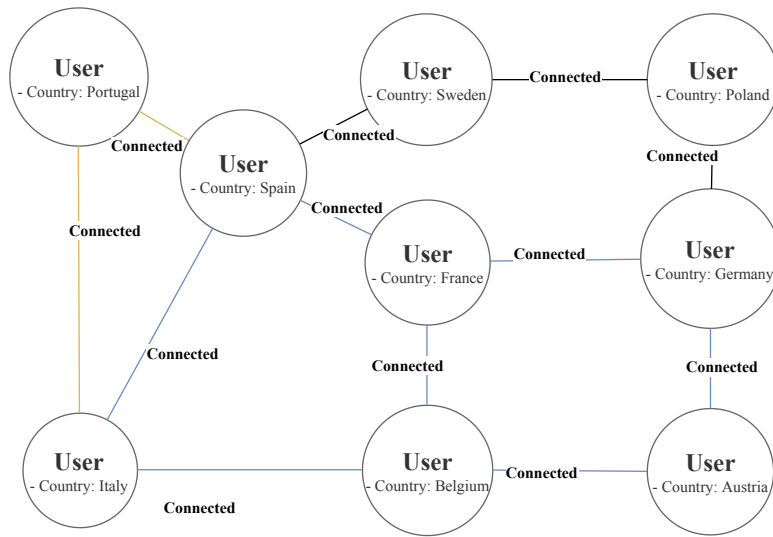 User
- Country: Portugal
User
- Country: Sweden
Connected
User
- Country: Poland
Connected
Connected
Connected
User
- Country: Spain
Connected
Connected
User
- Country: France
Connected
User
- Country: Germany
Connected
Connected
Connected
User
- Country: Italy
User
- Country: Belgium
Connected
User
- Country: Austria
Connected